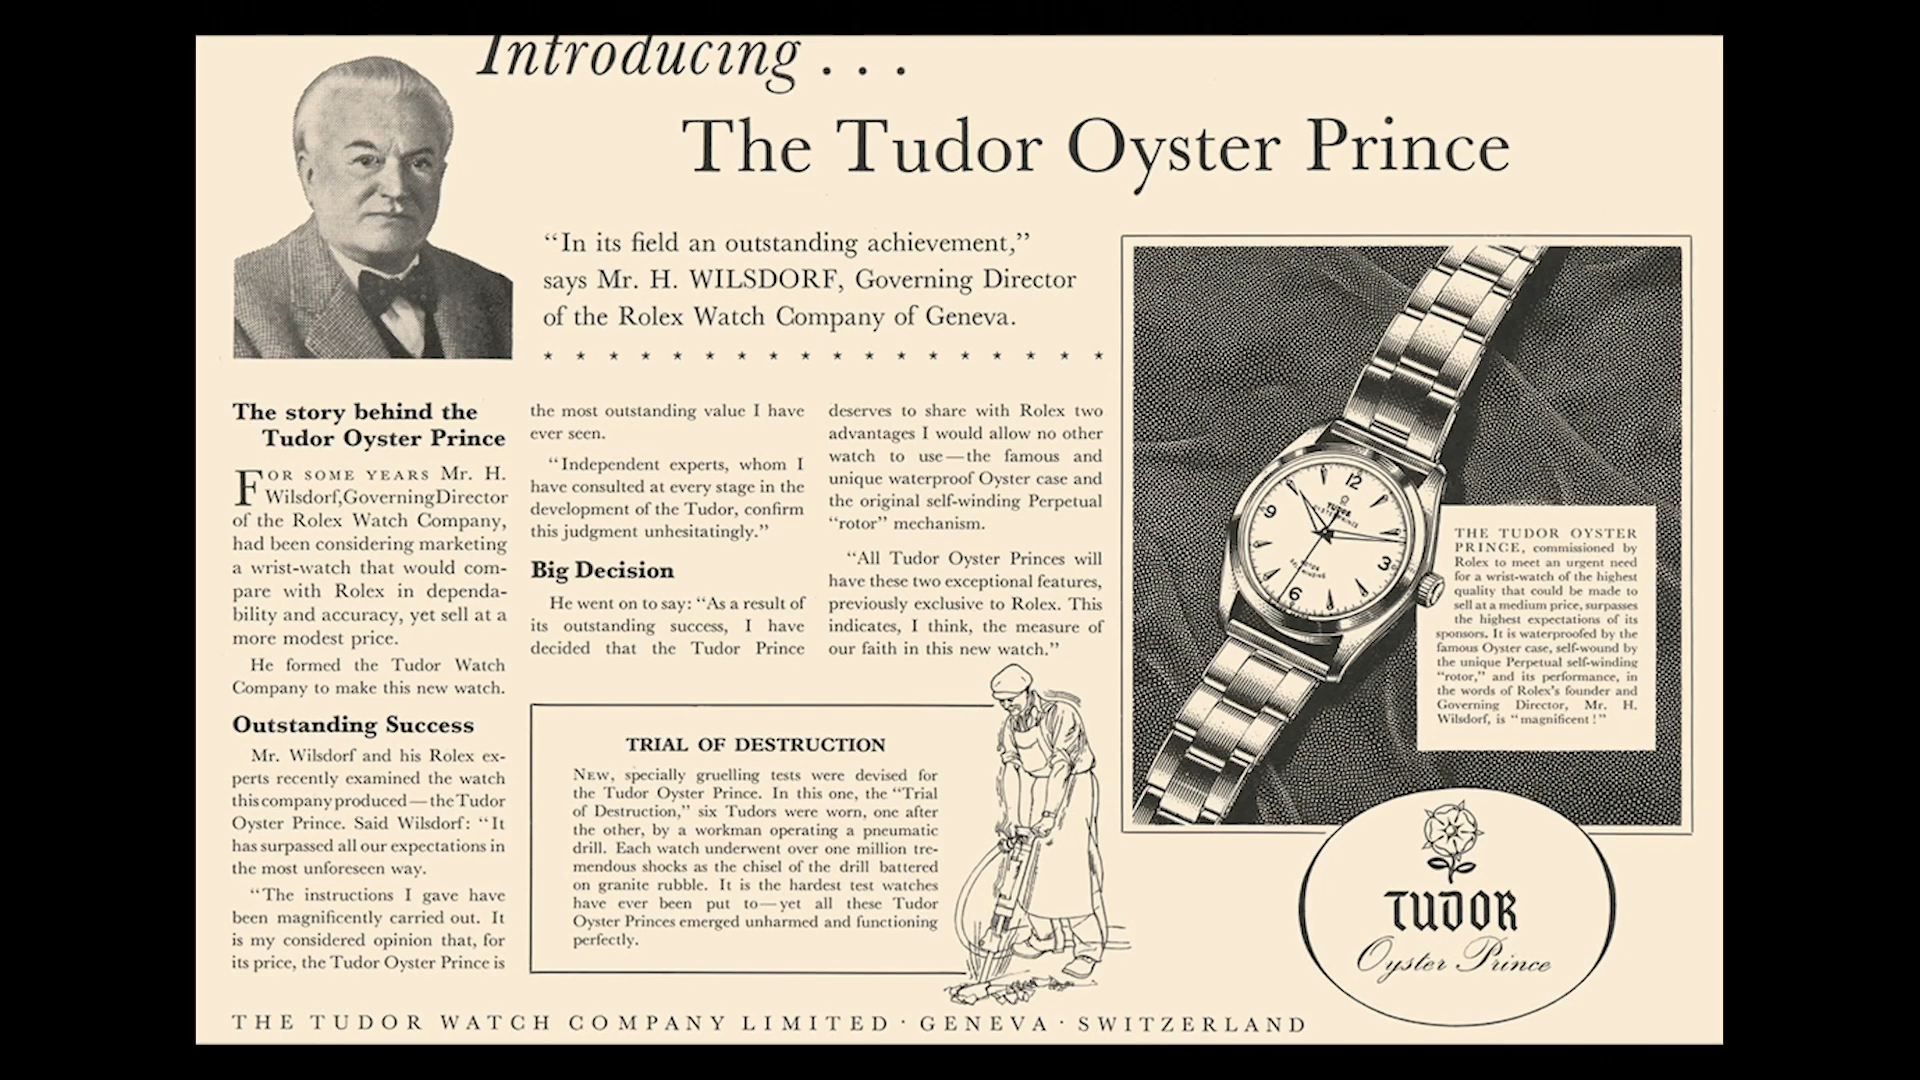 Introducing . . .
The Tudor Oyster Prince
“In its field an outstanding achievement,”
says Mr. H. WILSDORF, Governing Director
of the Rolex Watch Company of Geneva.
* * * * * * * * * * * * * * * * * *
The story behind the
Tudor Oyster Prince
FOR SOME YEARS Mr. H.
Wilsdorf, Governing Director
of the Rolex Watch Company,
had been considering marketing
a wrist-watch that would com-
pare with Rolex in dependa-
bility and accuracy, yet sell at a
more modest price.
He formed the Tudor Watch
Company to make this new watch.
Outstanding Success
Mr. Wilsdorf and his Rolex ex-
perts recently examined the watch
this company produced—the Tudor
Oyster Prince. Said Wilsdorf: “It
has surpassed all our expectations in
the most unforeseen way.
“The instructions I gave have
been magnificently carried out. It
is my considered opinion that, for
its price, the Tudor Oyster Prince is
the most outstanding value I have
ever seen.
“Independent experts, whom I
have consulted at every stage in the
development of the Tudor, confirm
this judgment unhesitatingly.”
Big Decision
He went on to say: “As a result of
its outstanding success, I have
decided that the Tudor Prince
deserves to share with Rolex two
advantages I would allow no other
watch to use—the famous and
unique waterproof Oyster case and
the original self-winding Perpetual
“rotor” mechanism.
“All Tudor Oyster Princes will
have these two exceptional features,
previously exclusive to Rolex. This
indicates, I think, the measure of
our faith in this new watch.”
TRIAL OF DESTRUCTION
NEW, specially gruelling tests were devised for
the Tudor Oyster Prince. In this one, the “Trial
of Destruction,” six Tudors were worn, one after
the other, by a workman operating a pneumatic
drill. Each watch underwent over one million tre-
mendous shocks as the chisel of the drill battered
on granite rubble. It is the hardest test watches
have ever been put to—yet all these Tudor
Oyster Princes emerged unharmed and functioning
perfectly.
12
3
6
9
TUDOR
OYSTER PRINCE
ROTOR
SELF-WINDING
THE TUDOR OYSTER
PRINCE, commissioned by
Rolex to meet an urgent need
for a wrist-watch of the highest
quality that could be made to
sell at a medium price, surpasses
the highest expectations of its
sponsors. It is waterproofed by the
famous Oyster case, self-wound by
the unique Perpetual self-winding
“rotor,” and its performance, in
the words of Rolex's founder and
Governing Director, Mr. H.
Wilsdorf, is “magnificent!”
TUDOR
Oyster Prince
THE TUDOR WATCH COMPANY LIMITED · GENEVA · SWITZERLAND